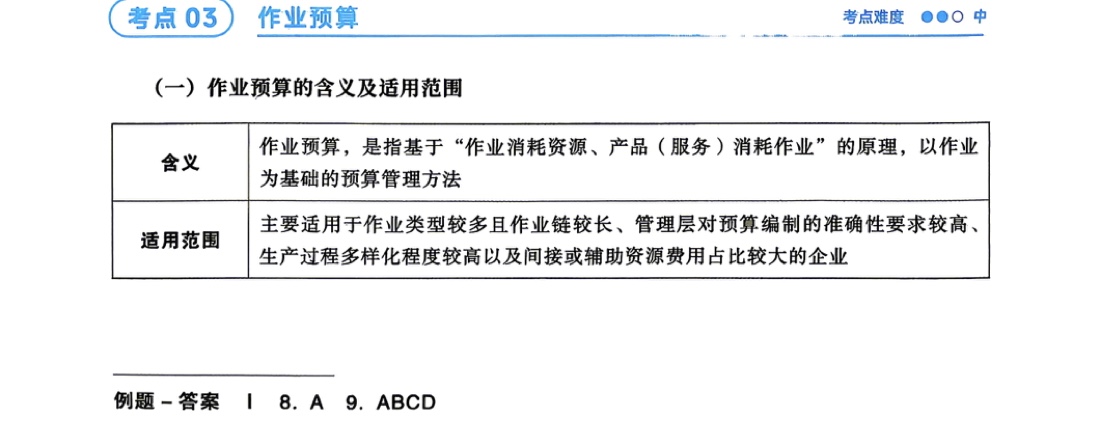 考点 03 作业预算 考点难度 中
（一）作业预算的含义及适用范围
含义
作业预算，是指基于“作业消耗资源、产品（服务）消耗作业”的原理，以作业
为基础的预算管理方法
适用范围
主要适用于作业类型较多且作业链较长、管理层对预算编制的准确性要求较高、
生产过程多样化程度较高以及间接或辅助资源费用占比较大的企业
例题 – 答案 | 8. A 9. ABCD